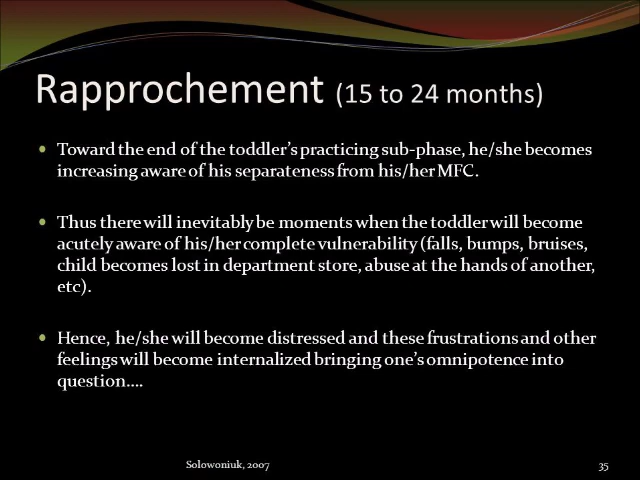 Rapprochement (15 to 24 months)
• Toward the end of the toddler's practicing sub-phase, he/she becomes
increasing aware of his separateness from his/her MFC.
• Thus there will inevitably be moments when the toddler will become
acutely aware of his/her complete vulnerability (falls, bumps, bruises,
child becomes lost in department store, abuse at the hands of another,
etc).
• Hence, he/she will become distressed and these frustrations and other
feelings will become internalized bringing one's omnipotence into
question....
Solowoniuk, 2007
35